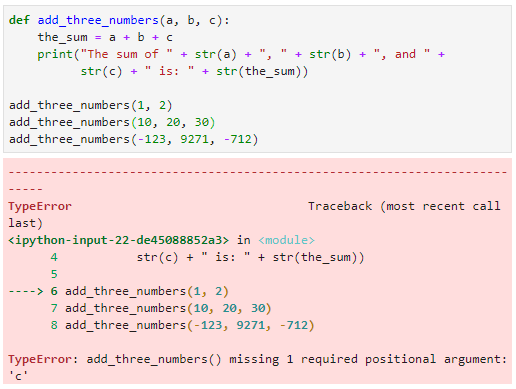 def add_three_numbers(a, b, c):
    the_sum = a + b + c
    print("The sum of " + str(a) + ", " + str(b) + ", and " +
          str(c) + " is: " + str(the_sum))

add_three_numbers(1, 2)
add_three_numbers(10, 20, 30)
add_three_numbers(-123, 9271, -712)
---------------------------------------------------------------------------
TypeError                                 Traceback (most recent call
last)
<ipython-input-22-de45088852a3> in <module>
      4           str(c) + " is: " + str(the_sum))
      5
----> 6 add_three_numbers(1, 2)
      7 add_three_numbers(10, 20, 30)
      8 add_three_numbers(-123, 9271, -712)

TypeError: add_three_numbers() missing 1 required positional argument:
'c'